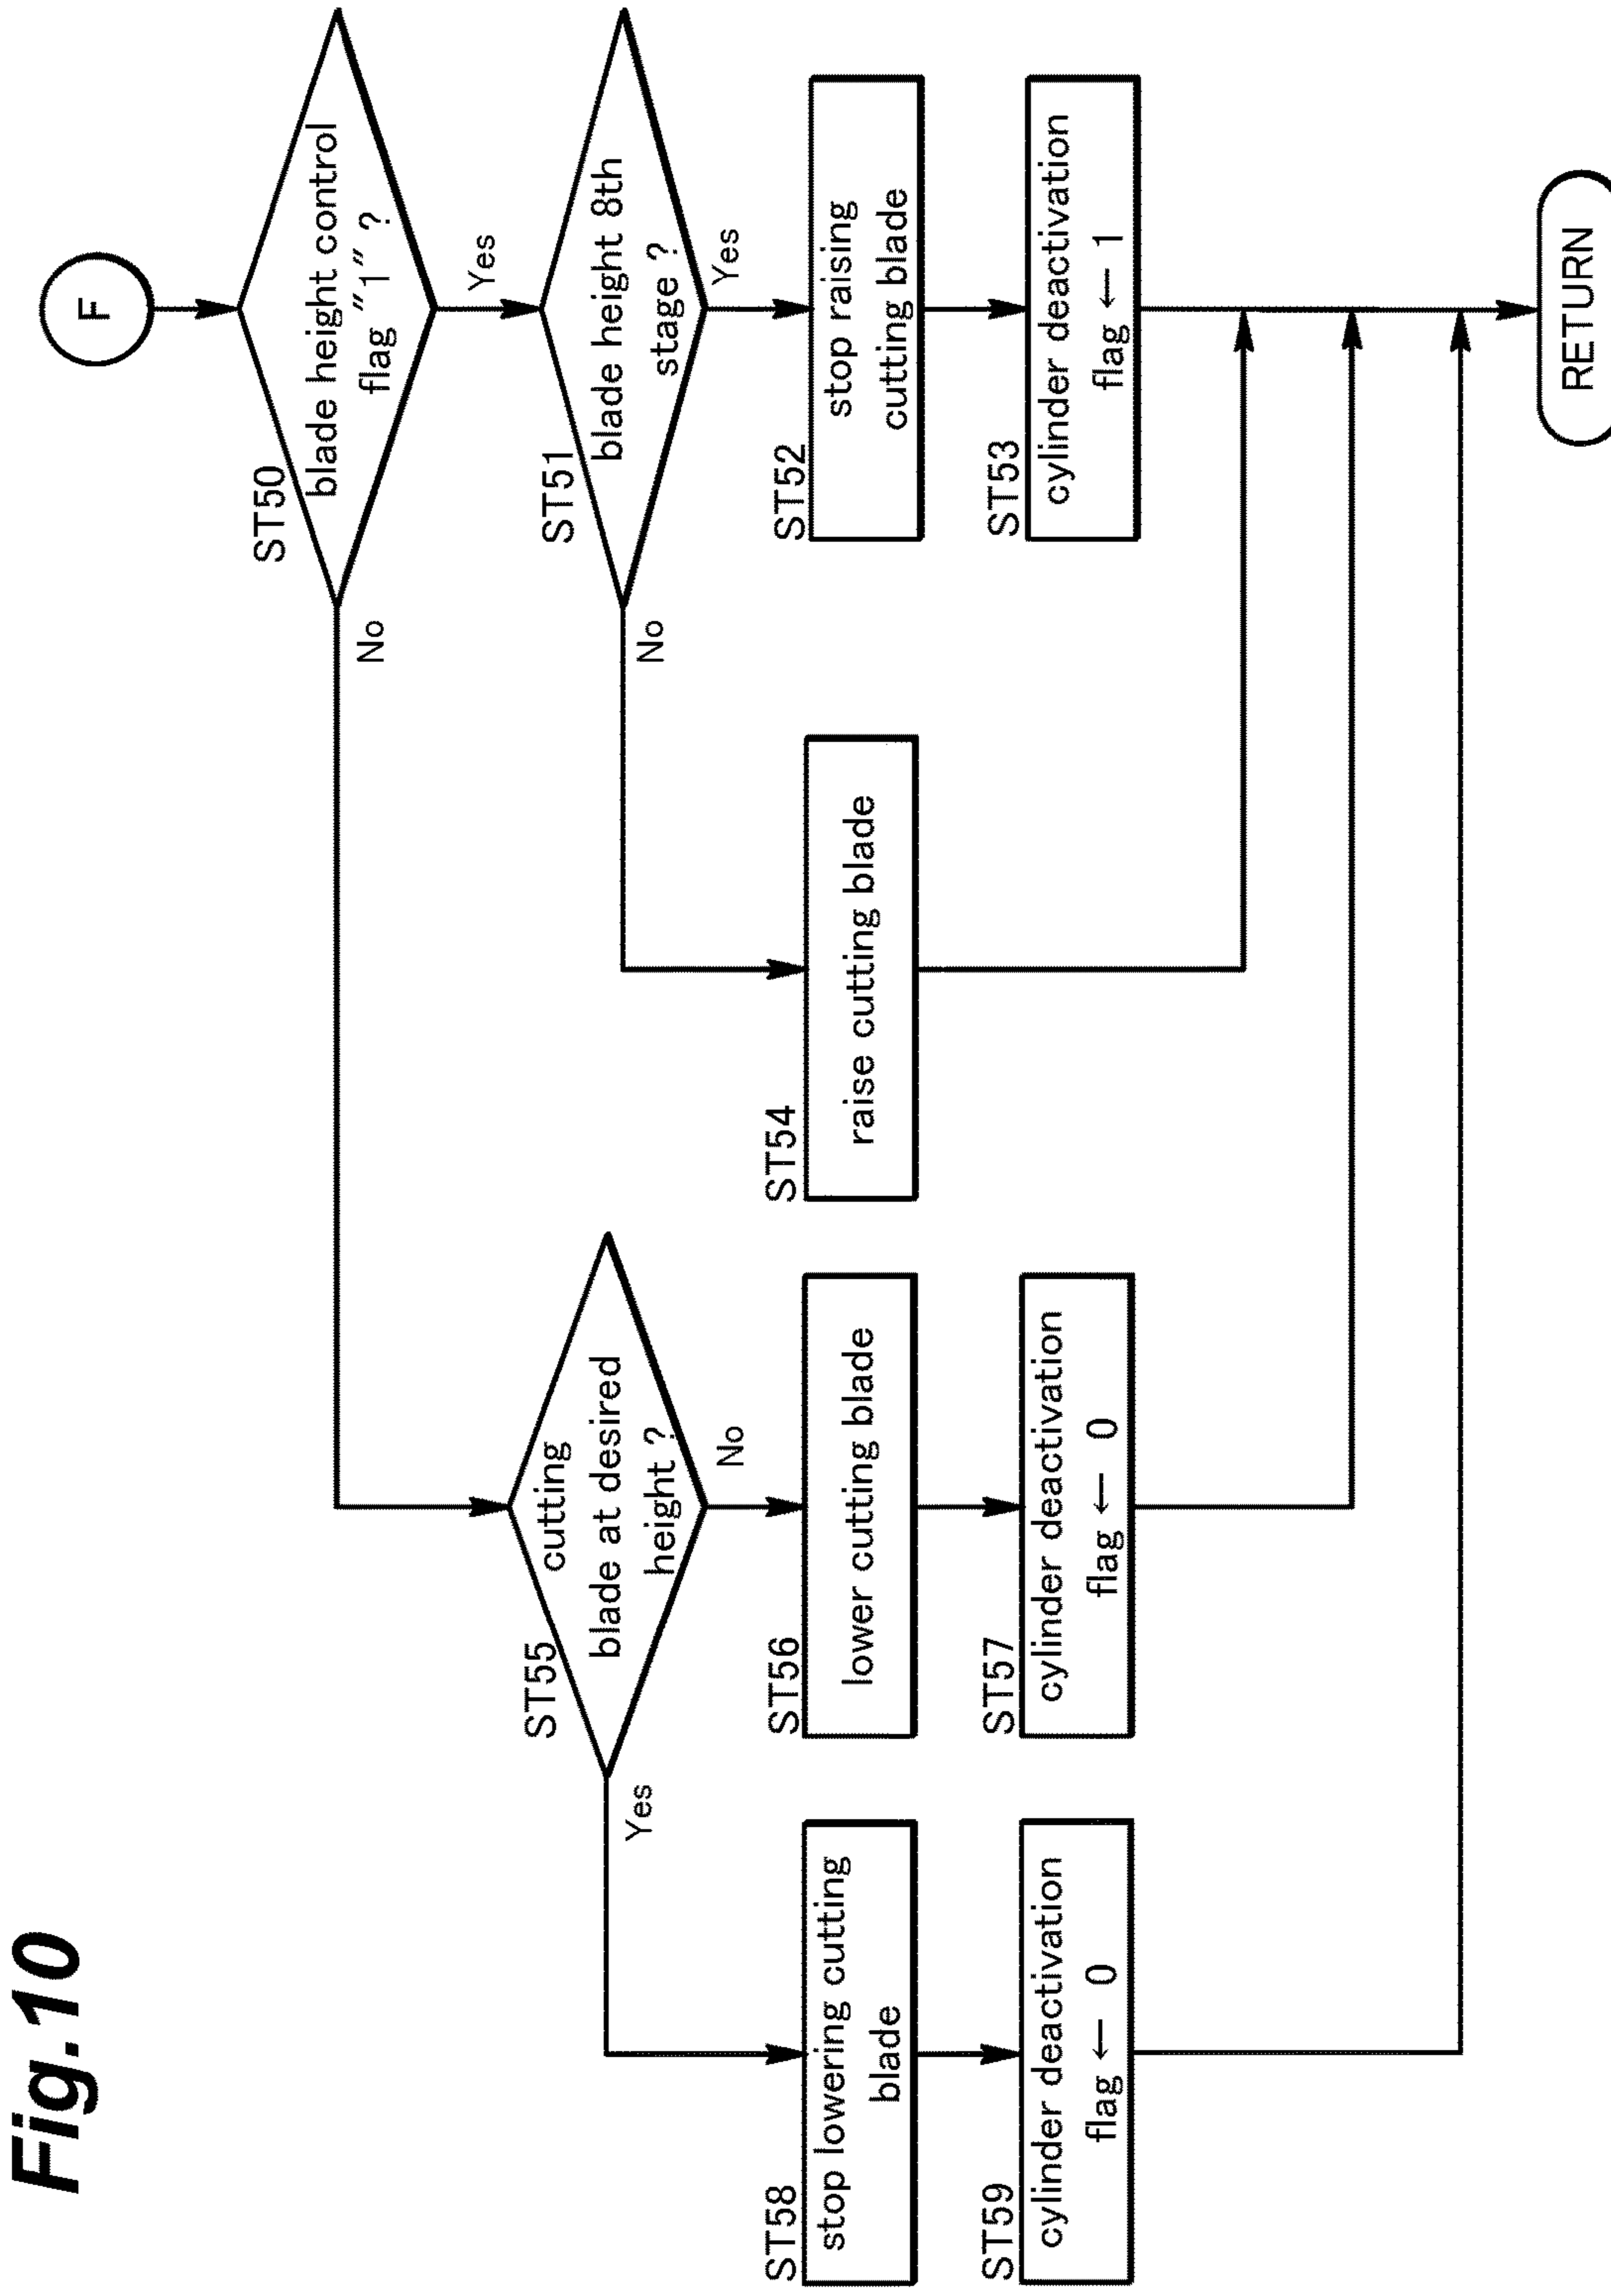 Fig.10
F
ST50
blade height control
flag "1" ?
No
Yes
ST51
blade height 8th
stage ?
No
Yes
ST52
stop raising
cutting blade
ST53
cylinder deactivation
flag ← 1
ST54
raise cutting blade
ST55
cutting
blade at desired
height ?
Yes
No
ST56
lower cutting blade
ST57
cylinder deactivation
flag ← 0
ST58
stop lowering cutting
blade
ST59
cylinder deactivation
flag ← 0
RETURN